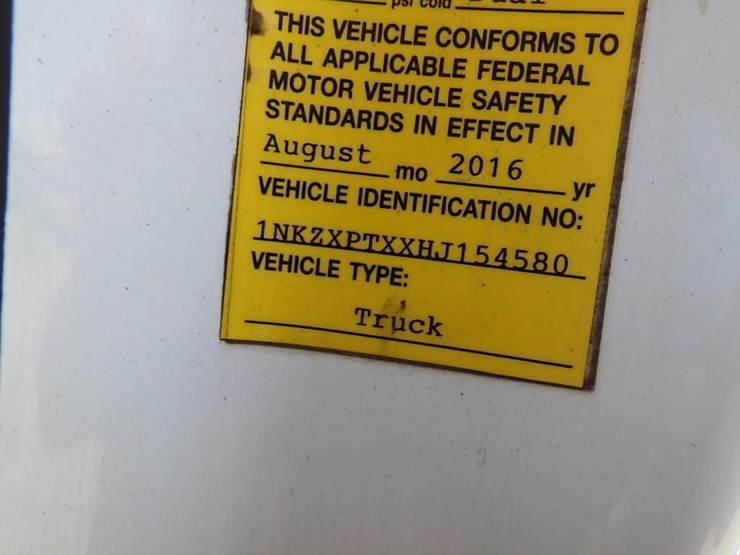 psi cold Dual
THIS VEHICLE CONFORMS TO
ALL APPLICABLE FEDERAL
MOTOR VEHICLE SAFETY
STANDARDS IN EFFECT IN
August mo 2016 yr
VEHICLE IDENTIFICATION NO:
1NKZXPTXXHJ154580
VEHICLE TYPE:
Truck